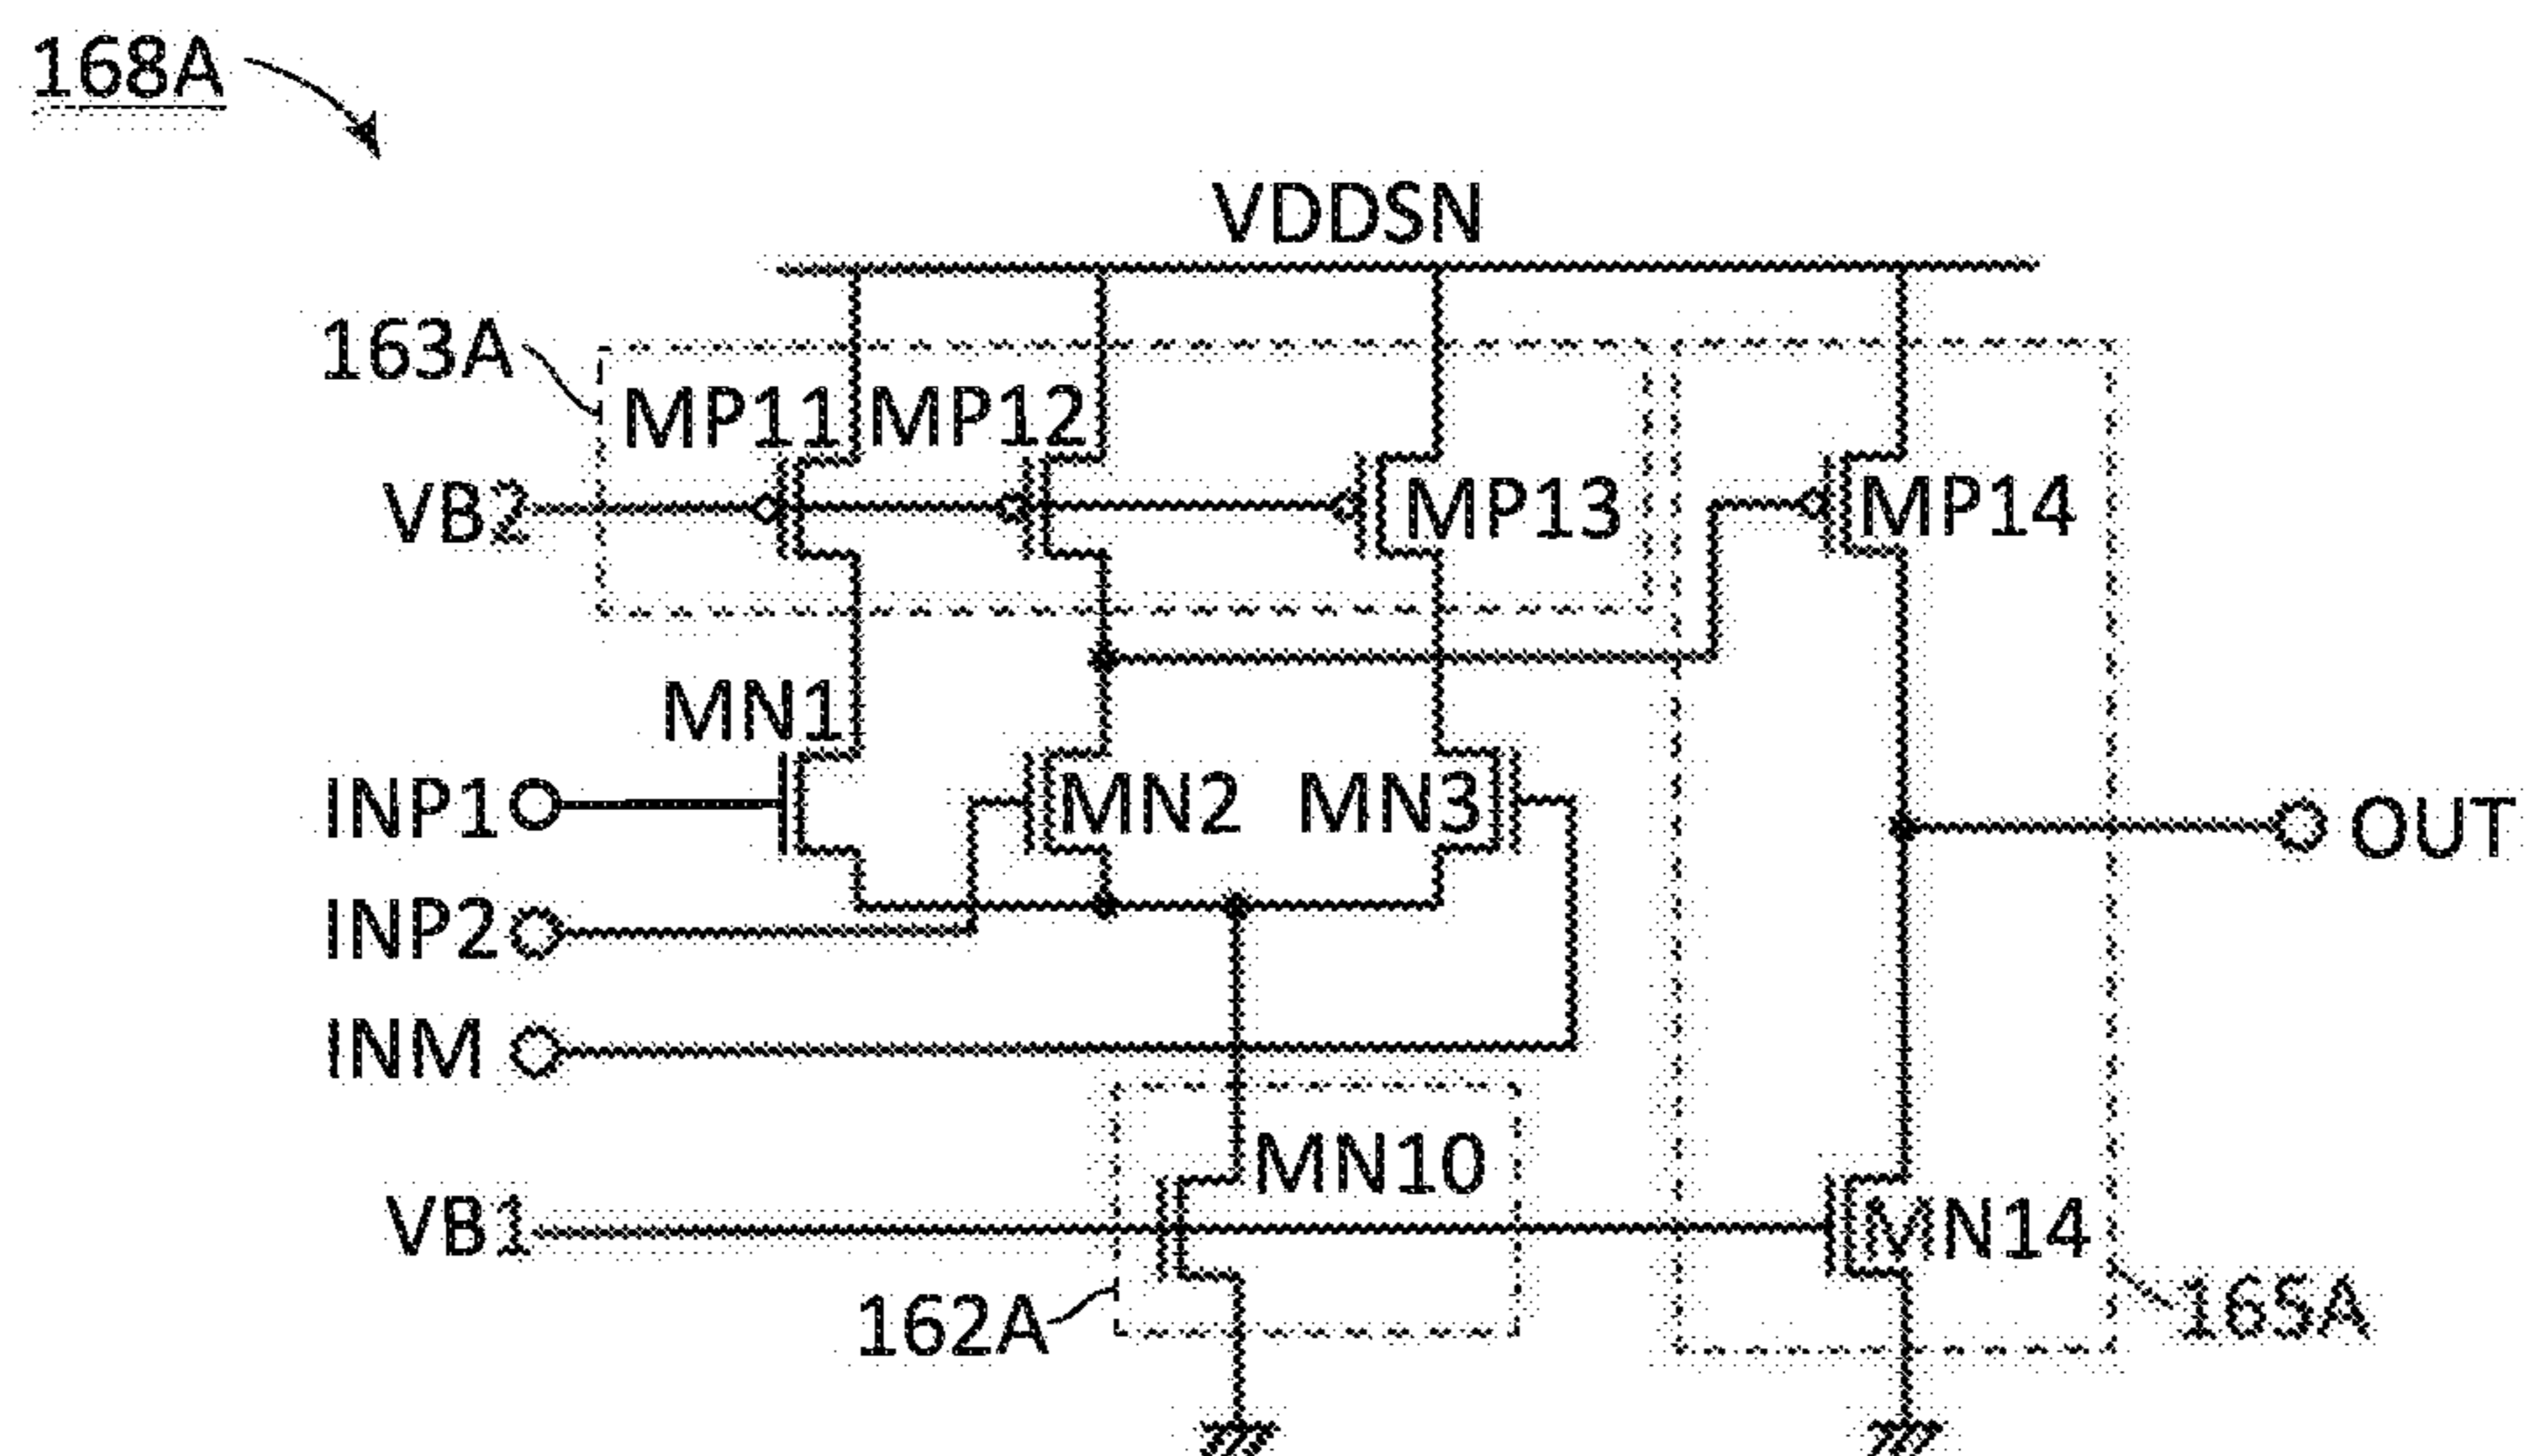 168A
VDDSN
163A
MP11 MP12
VB2
MP13
MP14
MN1
INP1
MN2
MN3
OUT
INP2
INM
MN10
VB1
MN14
162A
165A